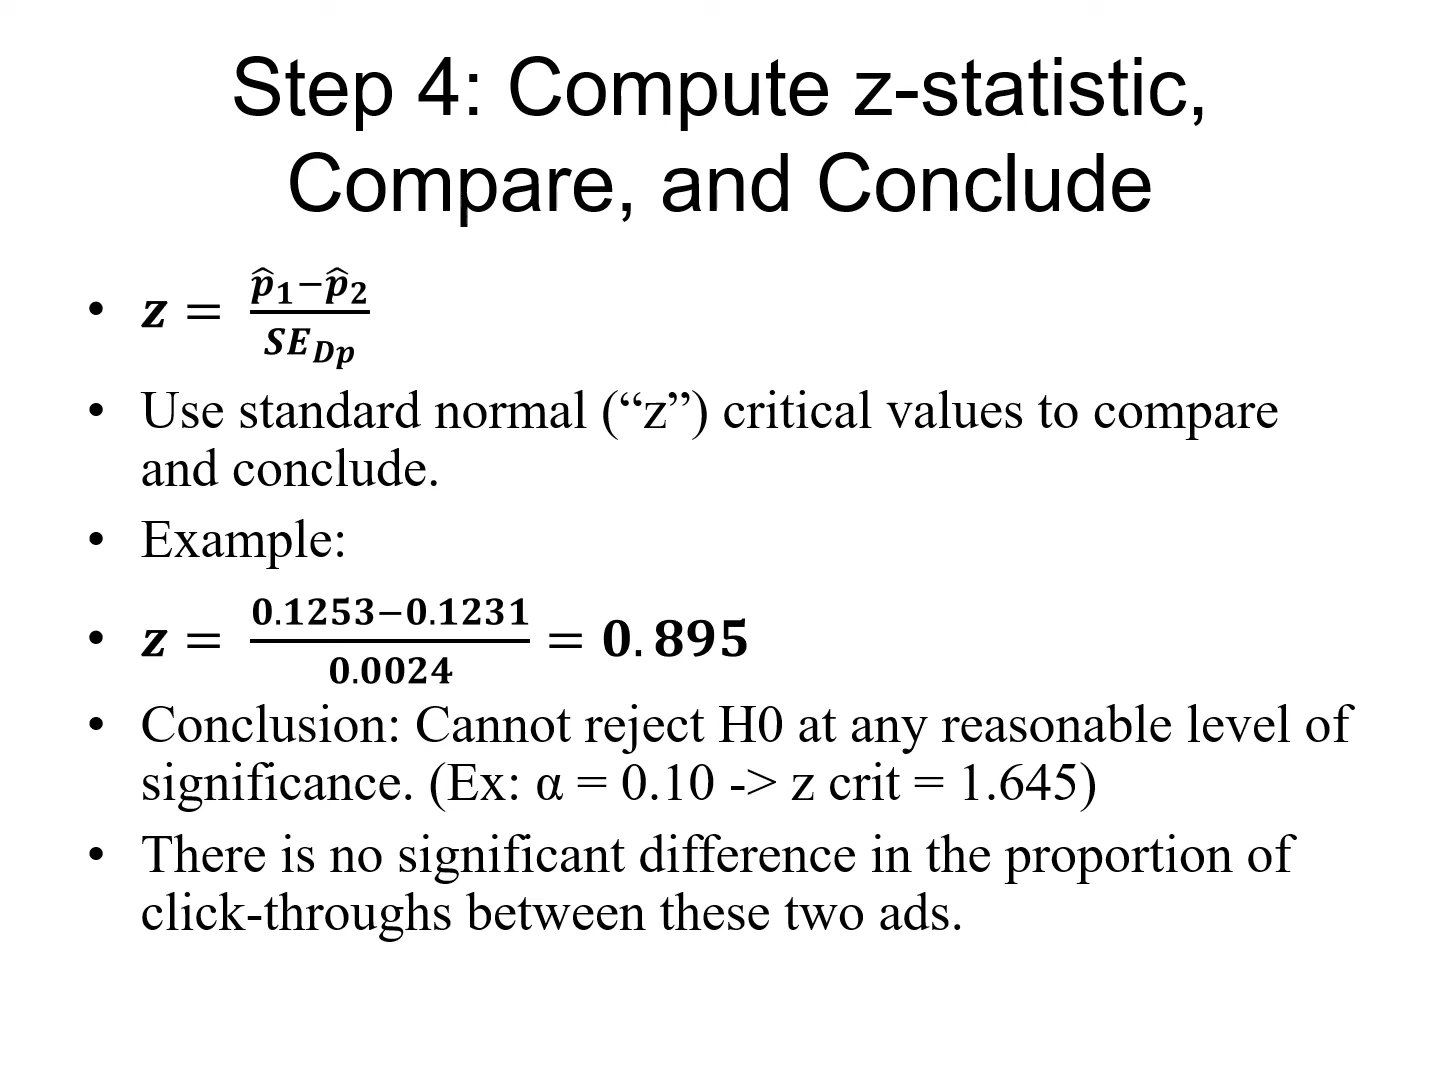 Step 4: Compute z-statistic,
Compare, and Conclude
• z = (p̂₁−p̂₂)/SE_Dp
• Use standard normal (“z”) critical values to compare
and conclude.
• Example:
• z = (0.1253−0.1231)/0.0024 = 0.895
• Conclusion: Cannot reject H0 at any reasonable level of
significance. (Ex: α = 0.10 -> z crit = 1.645)
• There is no significant difference in the proportion of
click-throughs between these two ads.